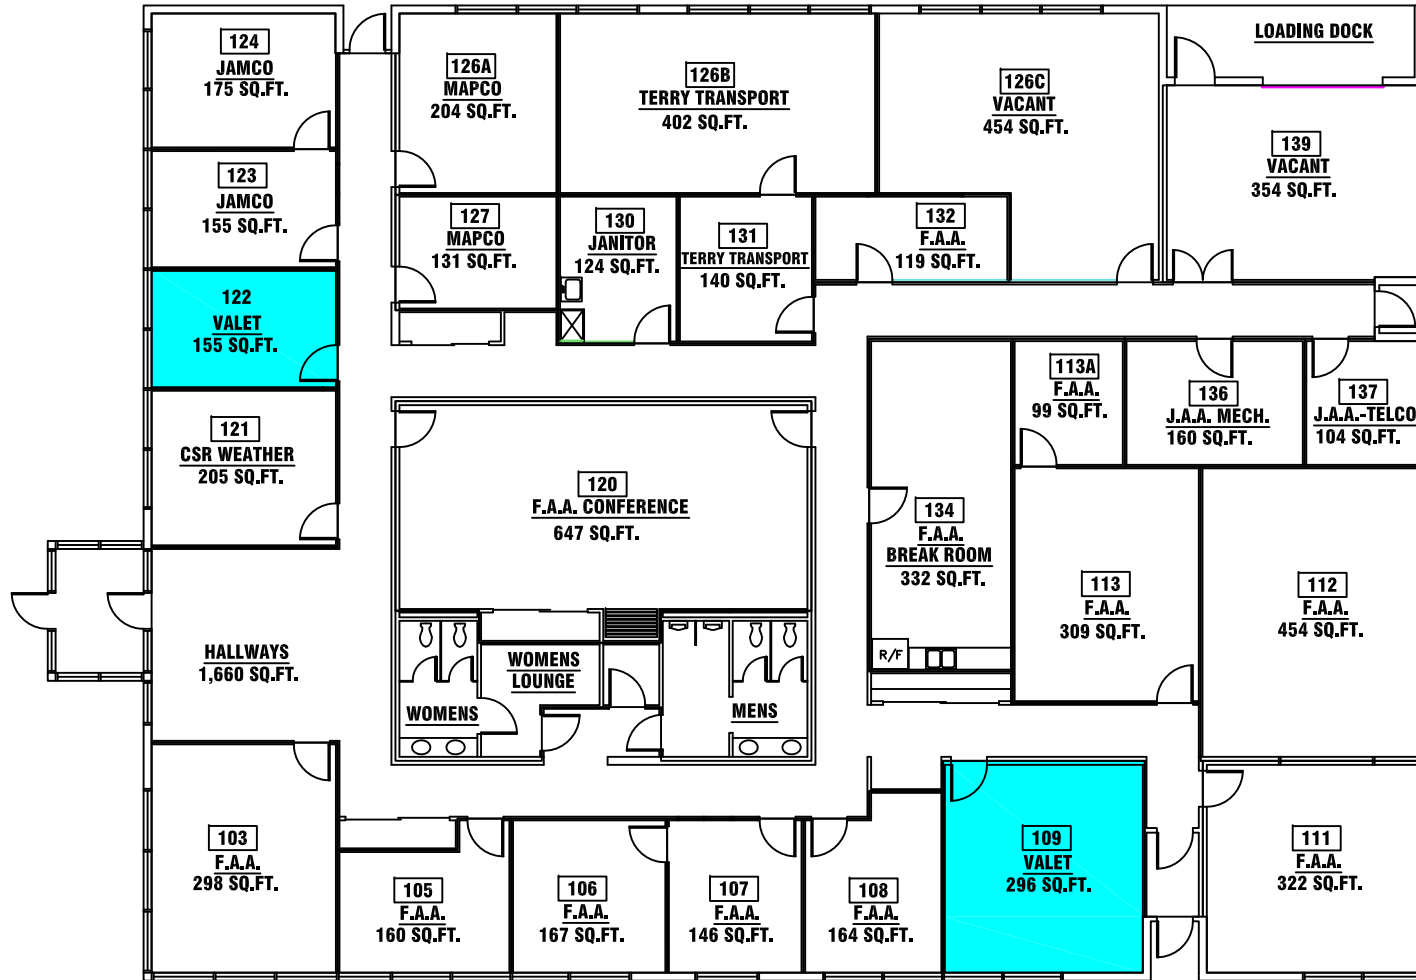 124
JAMCO
175 SQ.FT.
126A
MAPCO
204 SQ.FT.
126B
TERRY TRANSPORT
402 SQ.FT.
126C
VACANT
454 SQ.FT.
LOADING DOCK
139
VACANT
354 SQ.FT.
123
JAMCO
155 SQ.FT.
127
MAPCO
131 SQ.FT.
130
JANITOR
124 SQ.FT.
131
TERRY TRANSPORT
140 SQ.FT.
132
F.A.A.
119 SQ.FT.
122
VALET
155 SQ.FT.
113A
F.A.A.
99 SQ.FT.
136
J.A.A. MECH.
160 SQ.FT.
137
J.A.A.-TELCO
104 SQ.FT.
121
CSR WEATHER
205 SQ.FT.
120
F.A.A. CONFERENCE
647 SQ.FT.
134
F.A.A.
BREAK ROOM
332 SQ.FT.
R/F
113
F.A.A.
309 SQ.FT.
112
F.A.A.
454 SQ.FT.
HALLWAYS
1,660 SQ.FT.
WOMENS
LOUNGE
WOMENS
MENS
103
F.A.A.
298 SQ.FT.
105
F.A.A.
160 SQ.FT.
106
F.A.A.
167 SQ.FT.
107
F.A.A.
146 SQ.FT.
108
F.A.A.
164 SQ.FT.
109
VALET
296 SQ.FT.
111
F.A.A.
322 SQ.FT.